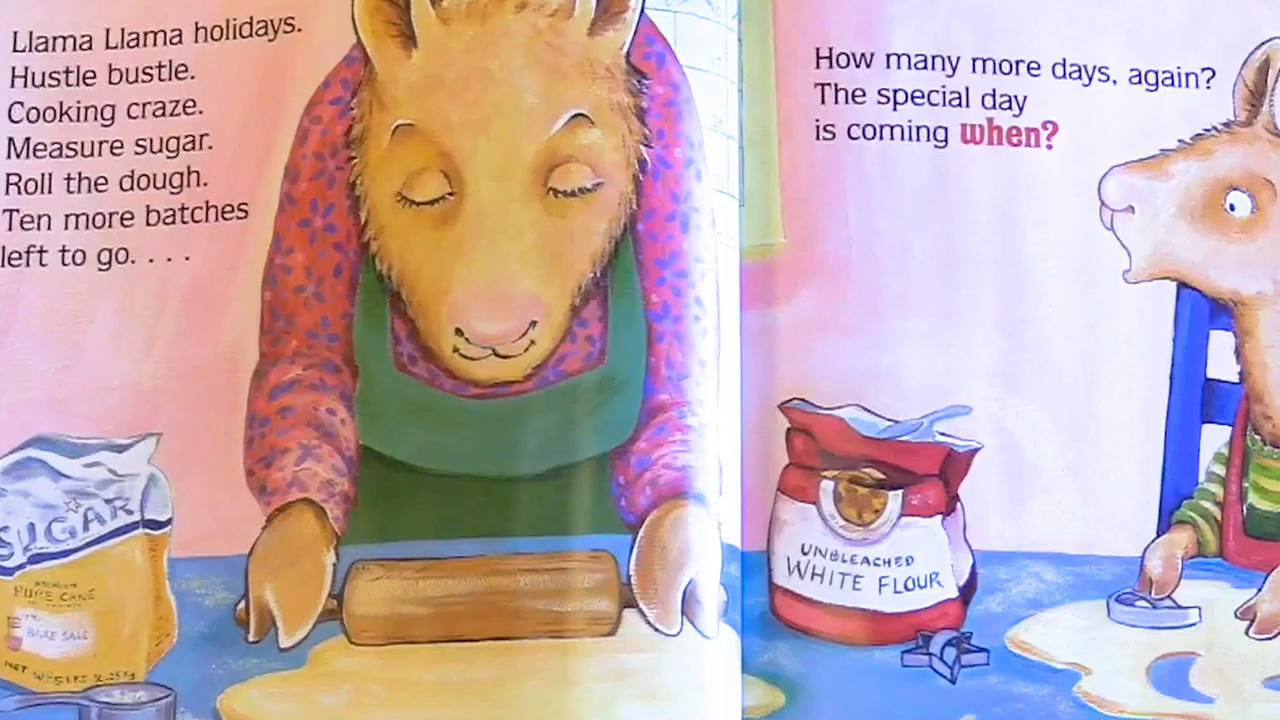 Llama Llama holidays.
Hustle bustle.
Cooking craze.
Measure sugar.
Roll the dough.
Ten more batches
left to go. . . .
How many more days, again?
The special day
is coming when?
SUGAR
PURE CANE
BAKE SALE
UNBLEACHED
WHITE FLOUR